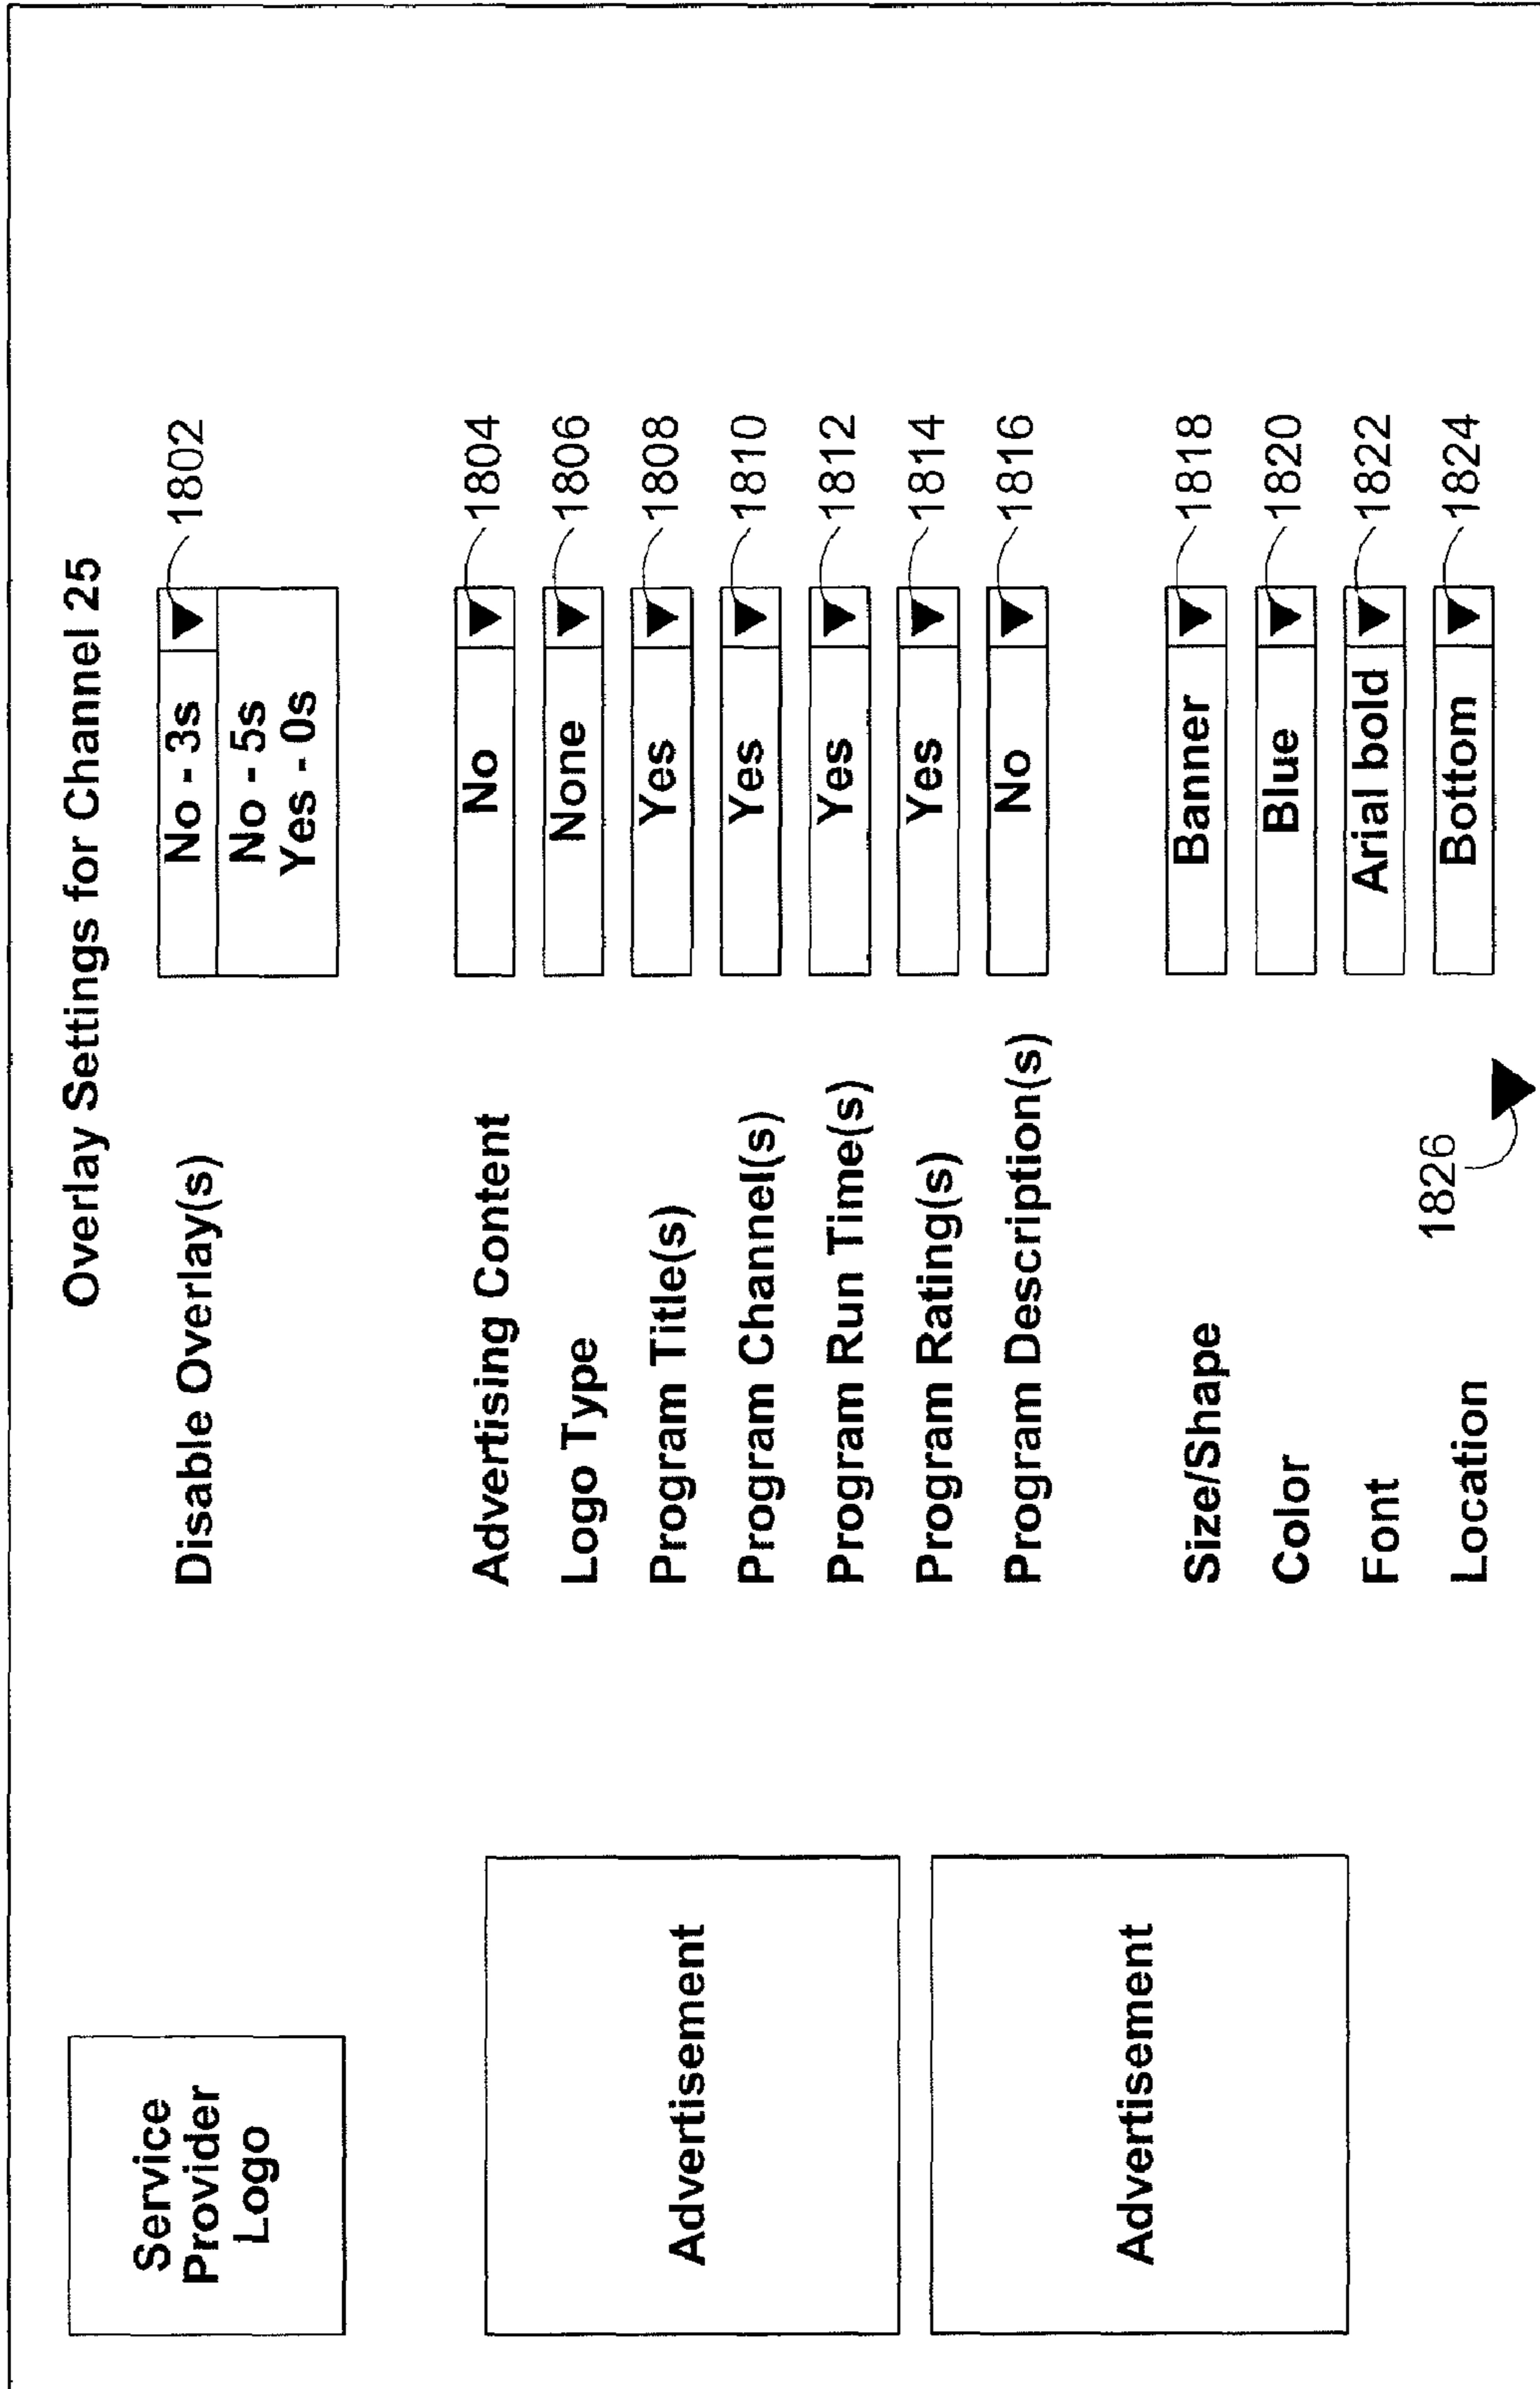 Overlay Settings for Channel 25
Service
Provider
Logo
Advertisement
Advertisement
Disable Overlay(s)
No - 3s
1802
No - 5s
Yes - 0s
Advertising Content
No
1804
Logo Type
None
1806
Program Title(s)
Yes
1808
Program Channel(s)
Yes
1810
Program Run Time(s)
Yes
1812
Program Rating(s)
Yes
1814
Program Description(s)
No
1816
Size/Shape
Banner
1818
Color
Blue
1820
Font
Arial bold
1822
Location
Bottom
1824
1826